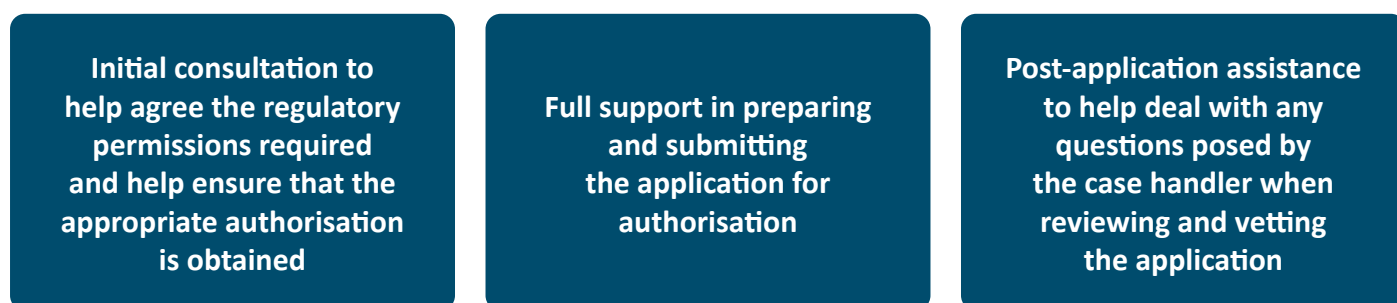 Initial consultation to
help agree the regulatory
permissions required
and help ensure that the
appropriate authorisation
is obtained
Full support in preparing
and submitting
the application for
authorisation
Post-application assistance
to help deal with any
questions posed by
the case handler when
reviewing and vetting
the application